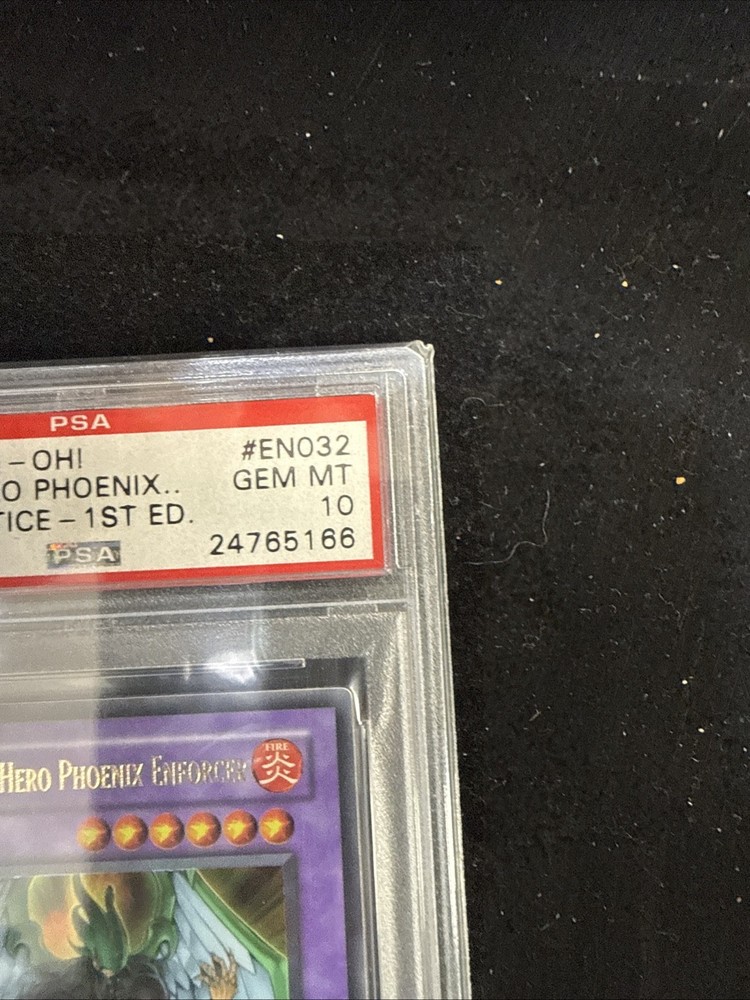 PSA
-OH! #EN032
O PHOENIX.. GEM MT
TICE-1ST ED. 10
PSA 24765166
HERO PHOENIX ENFORCER
FIRE
炎